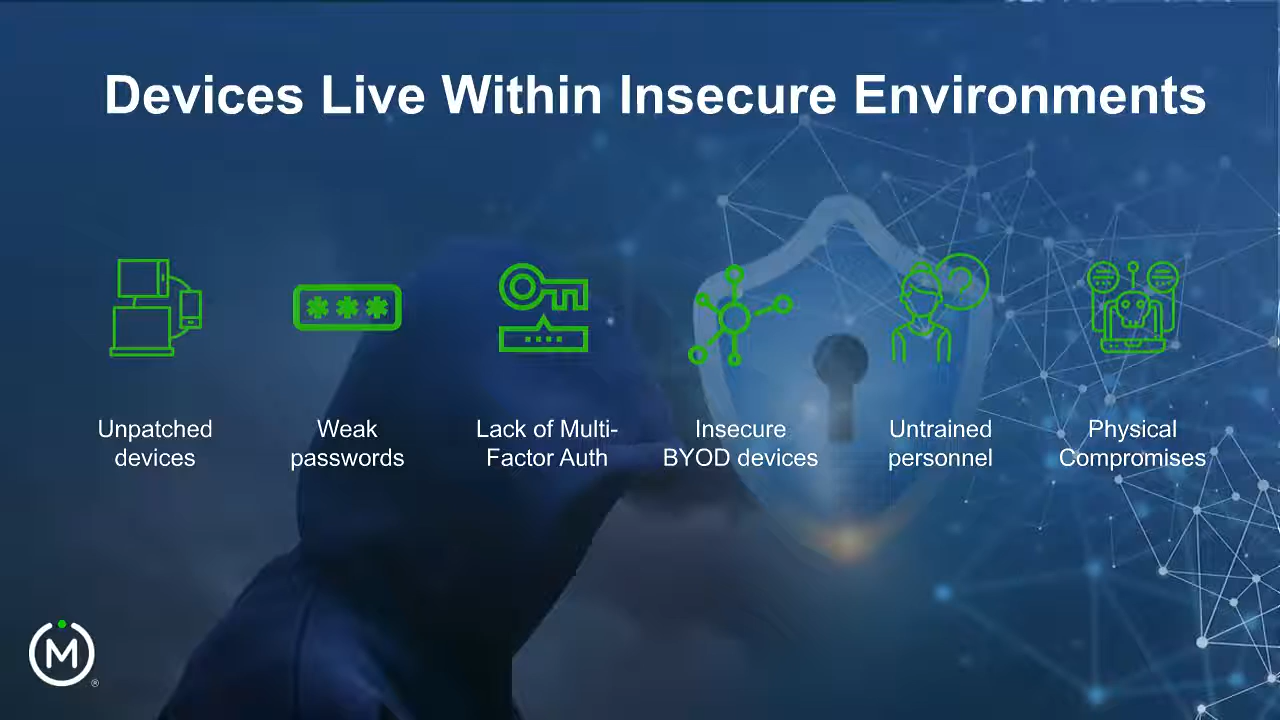 Devices Live Within Insecure Environments
***
Unpatched
devices
Weak
passwords
Lack of Multi-
Factor Auth
Insecure
BYOD devices
Untrained
personnel
Physical
Compromises
M
®